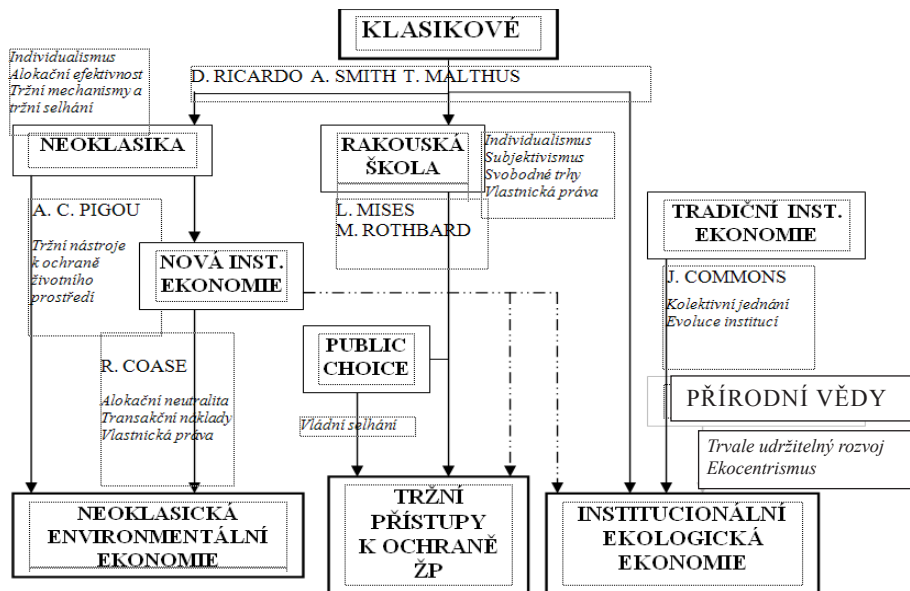 KLASIKOVÉ
D. RICARDO A. SMITH T. MALTHUS
Individualismus
Alokační efektivnost
Tržní mechanismy a
tržní selhání
NEOKLASIKA
RAKOUSKÁ
ŠKOLA
Individualismus
Subjektivismus
Svobodné trhy
Vlastnická práva
A. C. PIGOU
Tržní nástroje
k ochraně
životního
prostředí
L. MISES
M. ROTHBARD
TRADIČNÍ INST.
EKONOMIE
NOVÁ INST.
EKONOMIE
J. COMMONS
Kolektivní jednání
Evoluce institucí
PUBLIC
CHOICE
R. COASE
Alokační neutralita
Transakční náklady
Vlastnická práva
Vládní selhání
PŘÍRODNÍ VĚDY
Trvale udržitelný rozvoj
Ekocentrismus
NEOKLASICKÁ
ENVIRONMENTÁLNÍ
EKONOMIE
TRŽNÍ
PŘÍSTUPY
K OCHRANĚ
ŽP
INSTITUCIONÁLNÍ
EKOLOGICKÁ
EKONOMIE